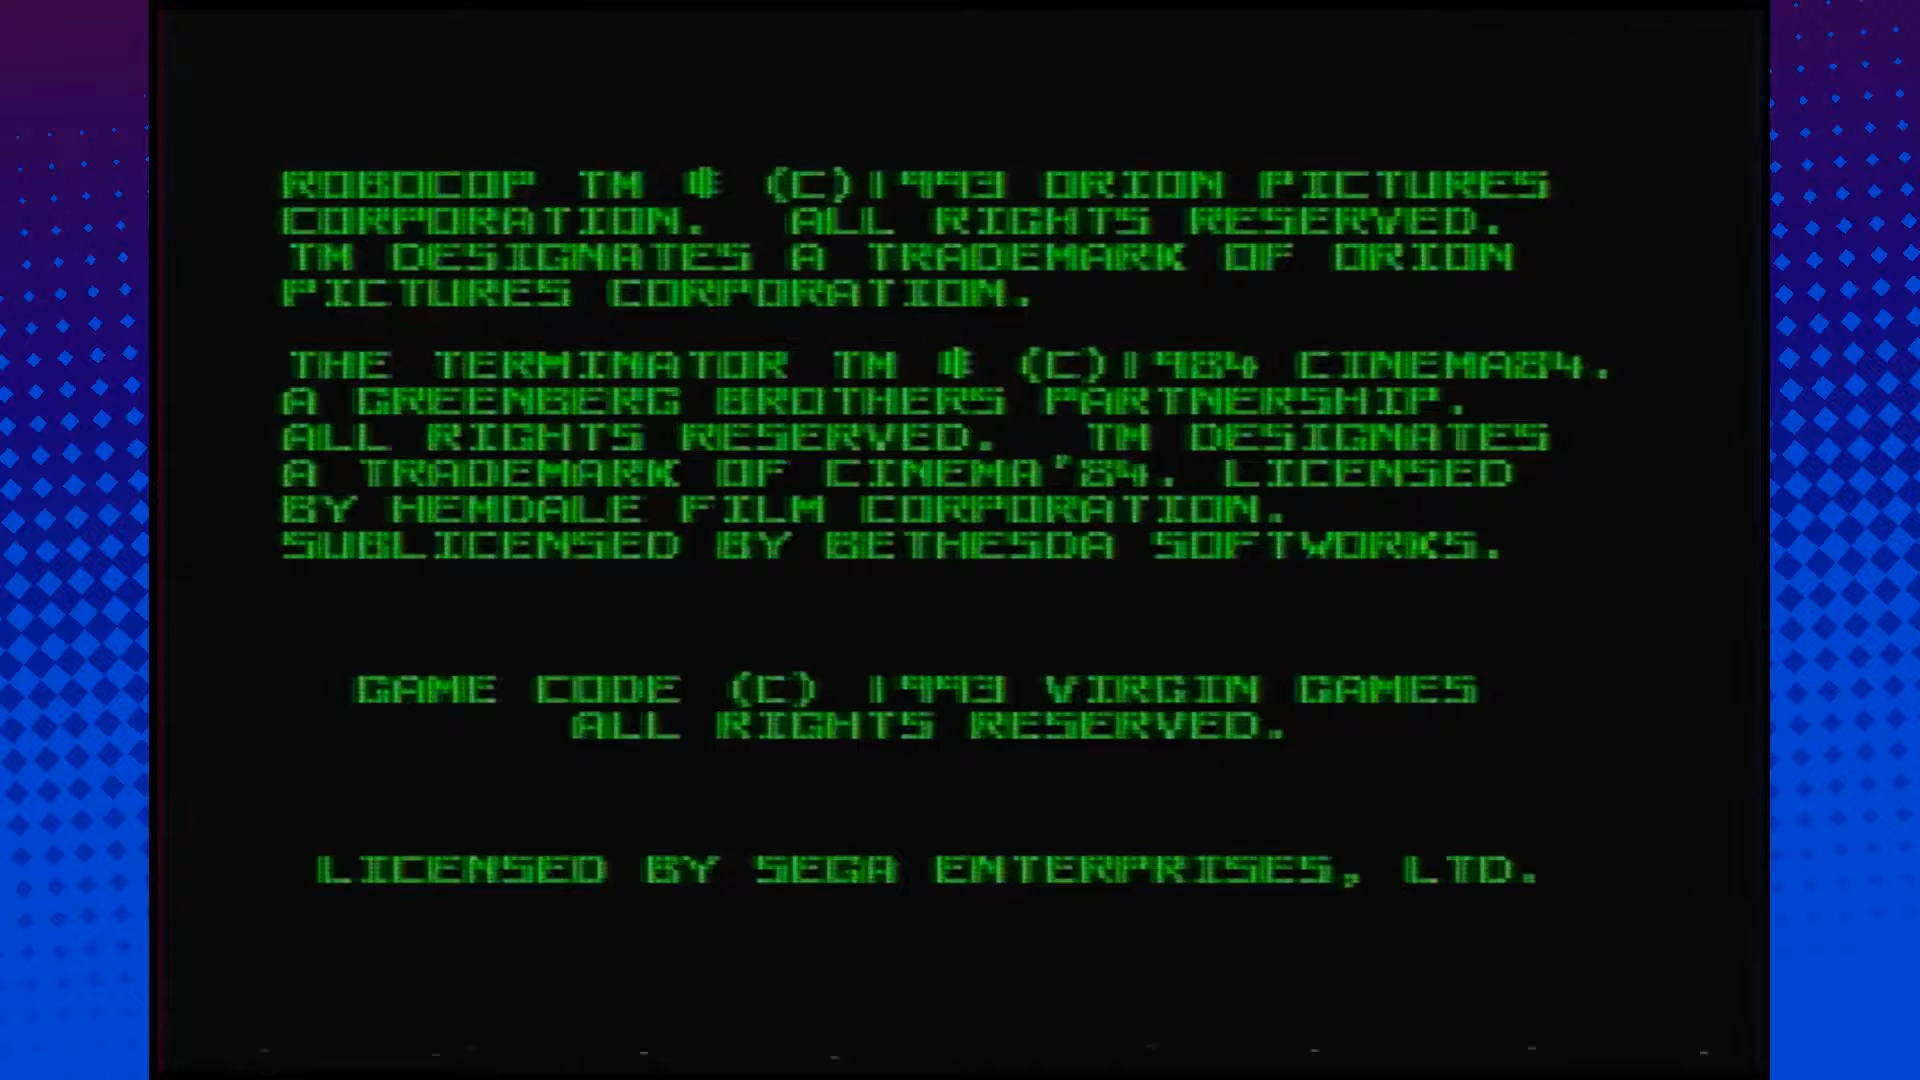 ROBOCOP TM & (C)1993 ORION PICTURES
CORPORATION. ALL RIGHTS RESERVED.
TM DESIGNATES A TRADEMARK OF ORION
PICTURES CORPORATION.
THE TERMINATOR TM & (C)1984 CINEMA84.
A GREENBERG BROTHERS PARTNERSHIP.
ALL RIGHTS RESERVED. TM DESIGNATES
A TRADEMARK OF CINEMA'84. LICENSED
BY HEMDALE FILM CORPORATION.
SUBLICENSED BY BETHESDA SOFTWORKS.
GAME CODE (C) 1993 VIRGIN GAMES
ALL RIGHTS RESERVED.
LICENSED BY SEGA ENTERPRISES, LTD.